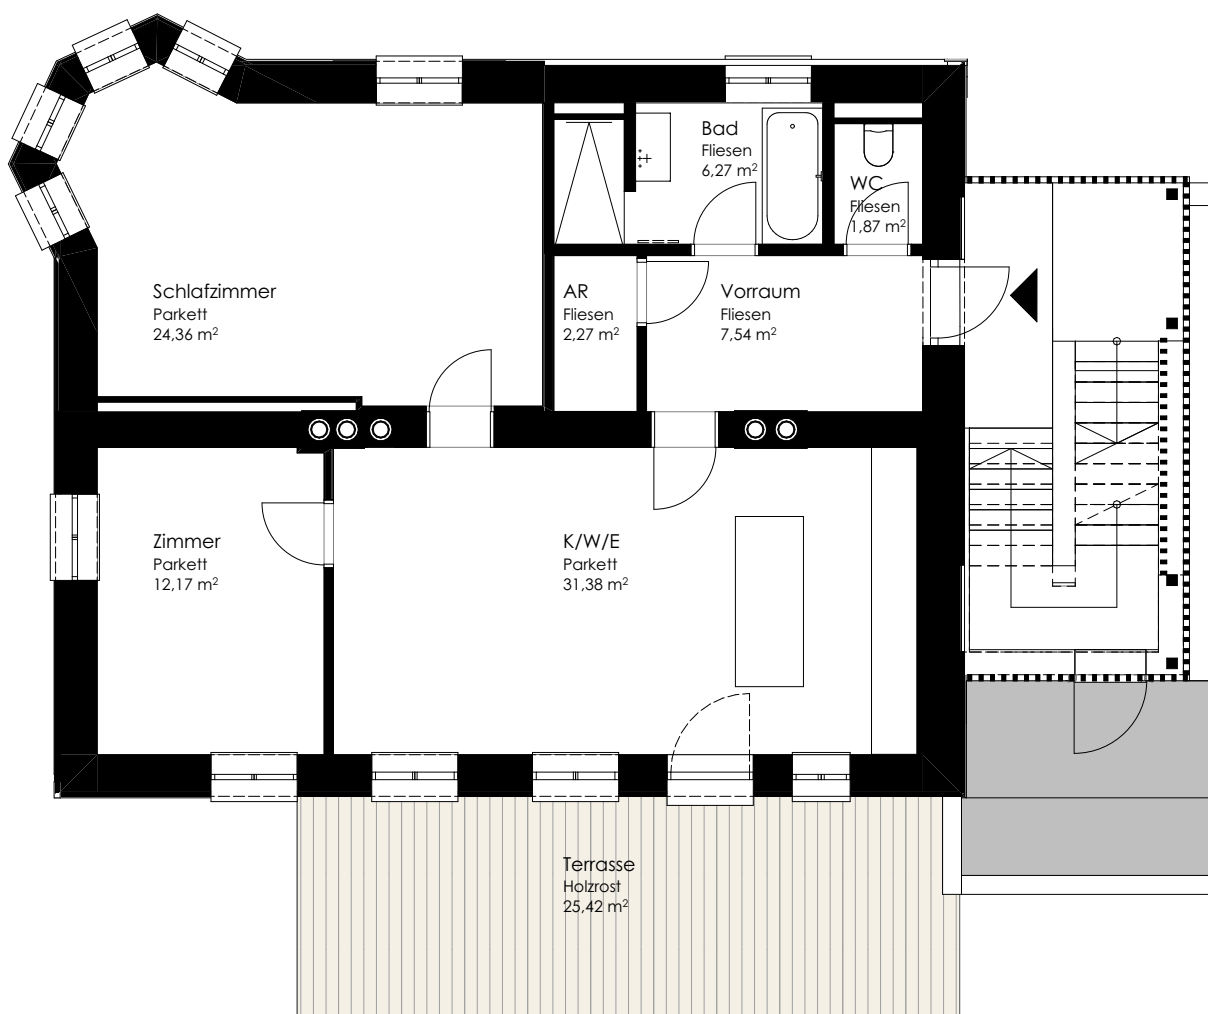 Bad
Fliesen
6,27 m²
WC
Fliesen
1,87 m²
Schlafzimmer
Parkett
24,36 m²
AR
Fliesen
2,27 m²
Vorraum
Fliesen
7,54 m²
Zimmer
Parkett
12,17 m²
K/W/E
Parkett
31,38 m²
Terrasse
Holzrost
25,42 m²